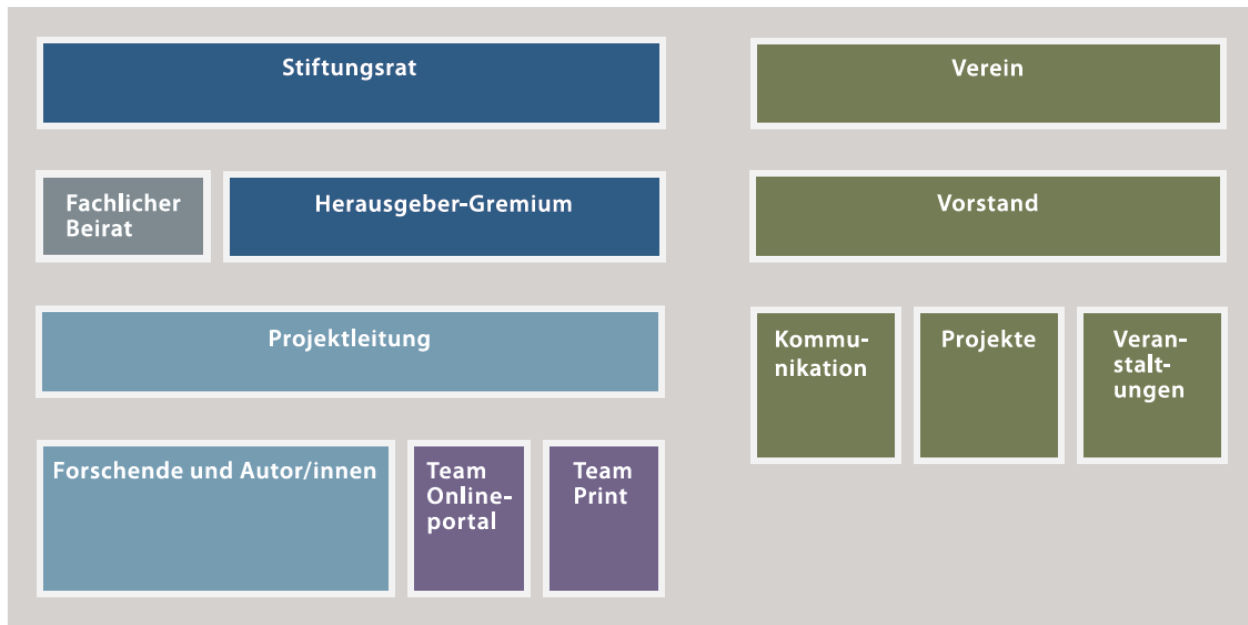 Stiftungsrat
Verein
Fachlicher
Beirat
Herausgeber-Gremium
Vorstand
Projektleitung
Kommu-
nikation
Projekte
Veran-
stalt-
ungen
Forschende und Autor/innen
Team
Online-
portal
Team
Print